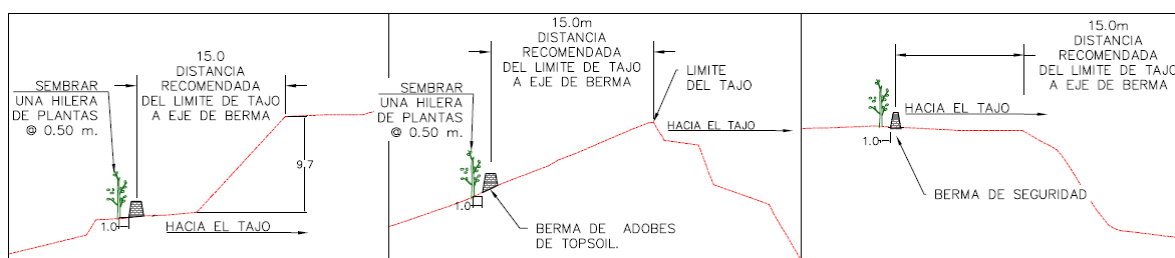 15.0
DISTANCIA
RECOMENDADA
DEL LIMITE DE TAJO
A EJE DE BERMA
SEMBRAR
UNA HILERA
DE PLANTAS
@ 0.50 m.
9.7
1.0
HACIA EL TAJO
15.0m
DISTANCIA
RECOMENDADA
DEL LIMITE DE TAJO
A EJE DE BERMA
SEMBRAR
UNA HILERA
DE PLANTAS
@ 0.50 m.
LIMITE
DEL TAJO
HACIA EL TAJO
1.0
BERMA DE ADOBES
DE TOPSOIL.
15.0m
DISTANCIA
RECOMENDADA
DEL LIMITE DE TAJO
A EJE DE BERMA
HACIA EL TAJO
1.0
BERMA DE SEGURIDAD